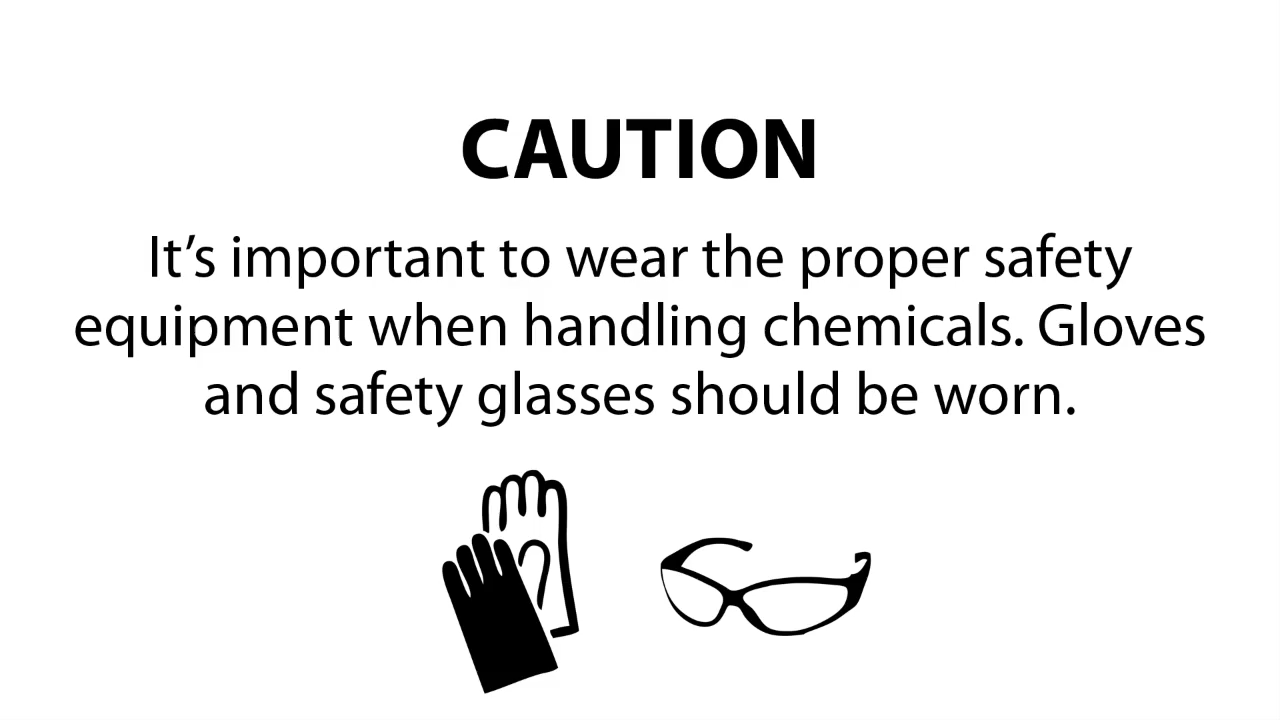 CAUTION
It’s important to wear the proper safety
equipment when handling chemicals. Gloves
and safety glasses should be worn.